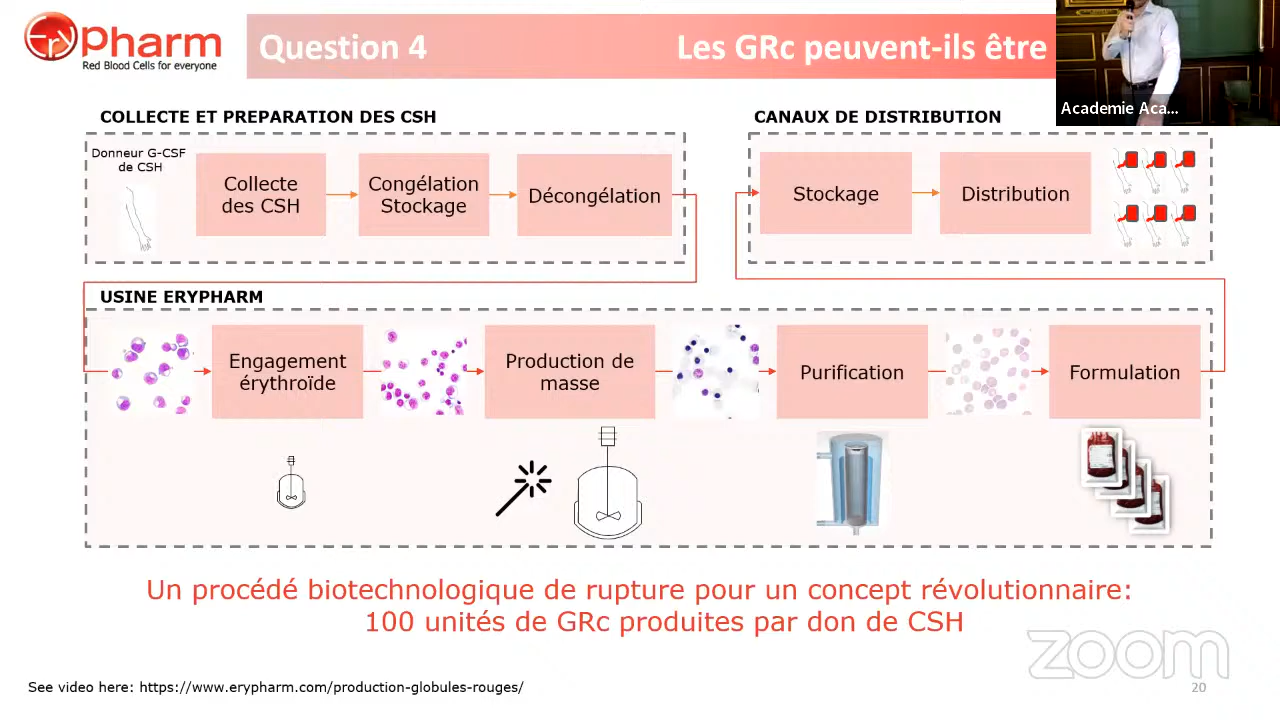 EryPharm
Red Blood Cells for everyone
Question 4
Les GRc peuvent-ils être
Academie Aca...
COLLECTE ET PREPARATION DES CSH
Donneur G-CSF
de CSH
Collecte
des CSH
Congélation
Stockage
Décongélation
CANAUX DE DISTRIBUTION
Stockage
Distribution
USINE ERYPHARM
Engagement
érythroïde
Production de
masse
Purification
Formulation
Un procédé biotechnologique de rupture pour un concept révolutionnaire:
100 unités de GRc produites par don de CSH
zoom
See video here: https://www.erypharm.com/production-globules-rouges/
20